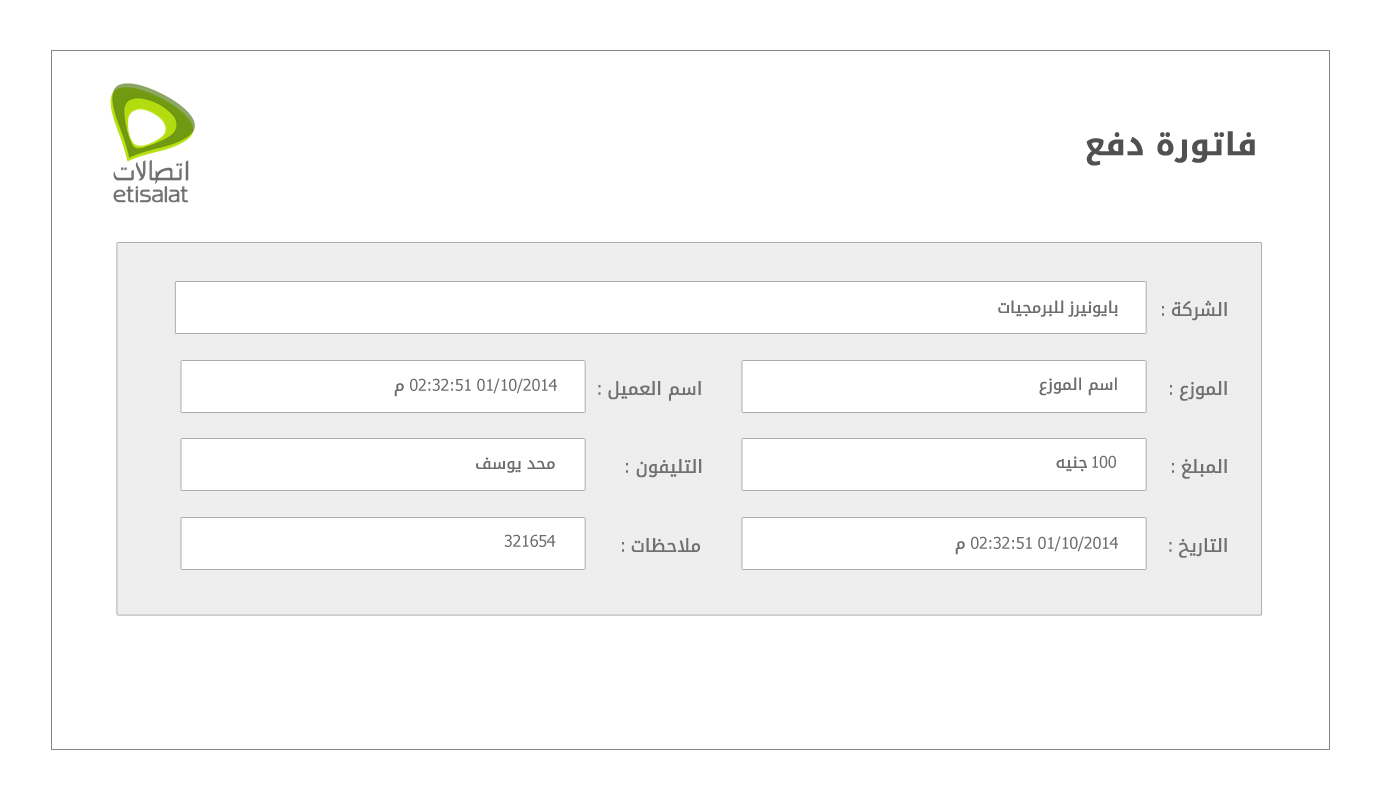 فاتورة دفع
اتصالات
etisalat
الشركة : بايونيرز للبرمجيات
الموزع : اسم الموزع اسم العميل : 01/10/2014 02:32:51 م
المبلغ : 100 جنيه التليفون : محد يوسف
التاريخ : 01/10/2014 02:32:51 م ملاحظات : 321654